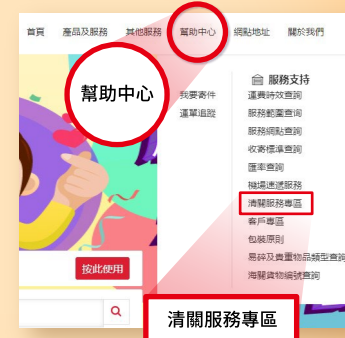 首頁 產品及服務 其他服務 幫助中心 網點地址 關於我們
幫助中心
我要寄件
運單追蹤
服務支持
運費時效查詢
服務範圍查询
服務網點查詢
收寄標準查詢
匯率查詢
機場速遞服務
清關服務專區
客戶專區
包裝原則
易碎及貴重物品類型查詢
海關貨物編號查詢
按此使用
清關服務專區